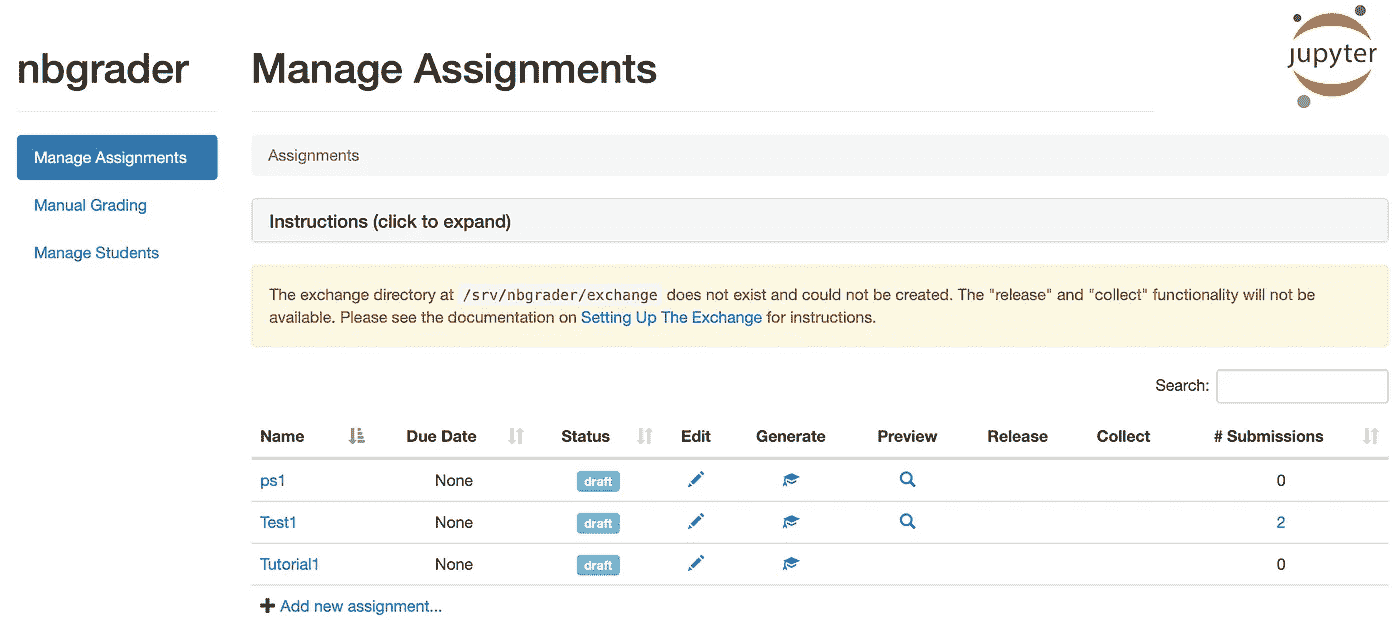 nbgrader
Manage Assignments
jupyter
Manage Assignments
Manual Grading
Manage Students
Assignments
Instructions (click to expand)
The exchange directory at /srv/nbgrader/exchange does not exist and could not be created. The "release" and "collect" functionality will not be
available. Please see the documentation on Setting Up The Exchange for instructions.
Search:
Name Due Date Status Edit Generate Preview Release Collect # Submissions
ps1 None draft 0
Test1 None draft 2
Tutorial1 None draft 0
Add new assignment...